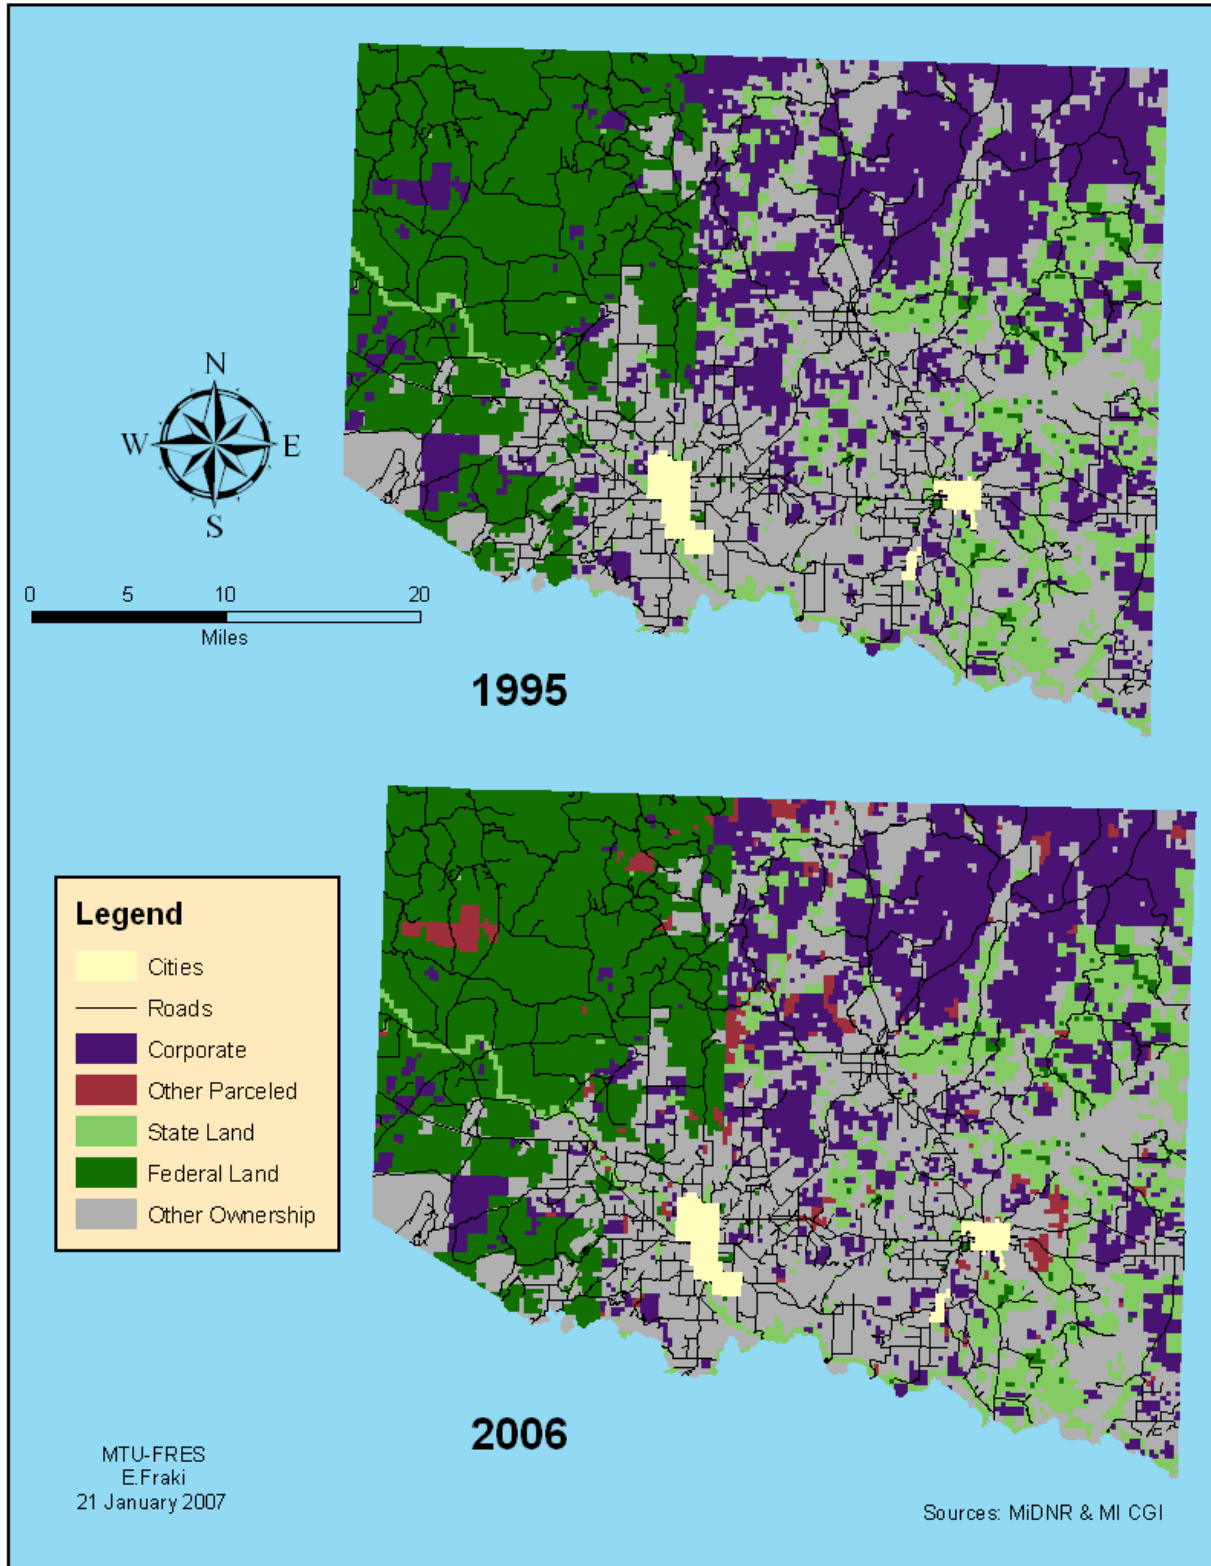 N
W E
S
0 5 10 20
Miles
1995
Legend
Cities
Roads
Corporate
Other Parceled
State Land
Federal Land
Other Ownership
2006
MTU-FRES
E.Fraki
21 January 2007
Sources: MiDNR & MI CGI